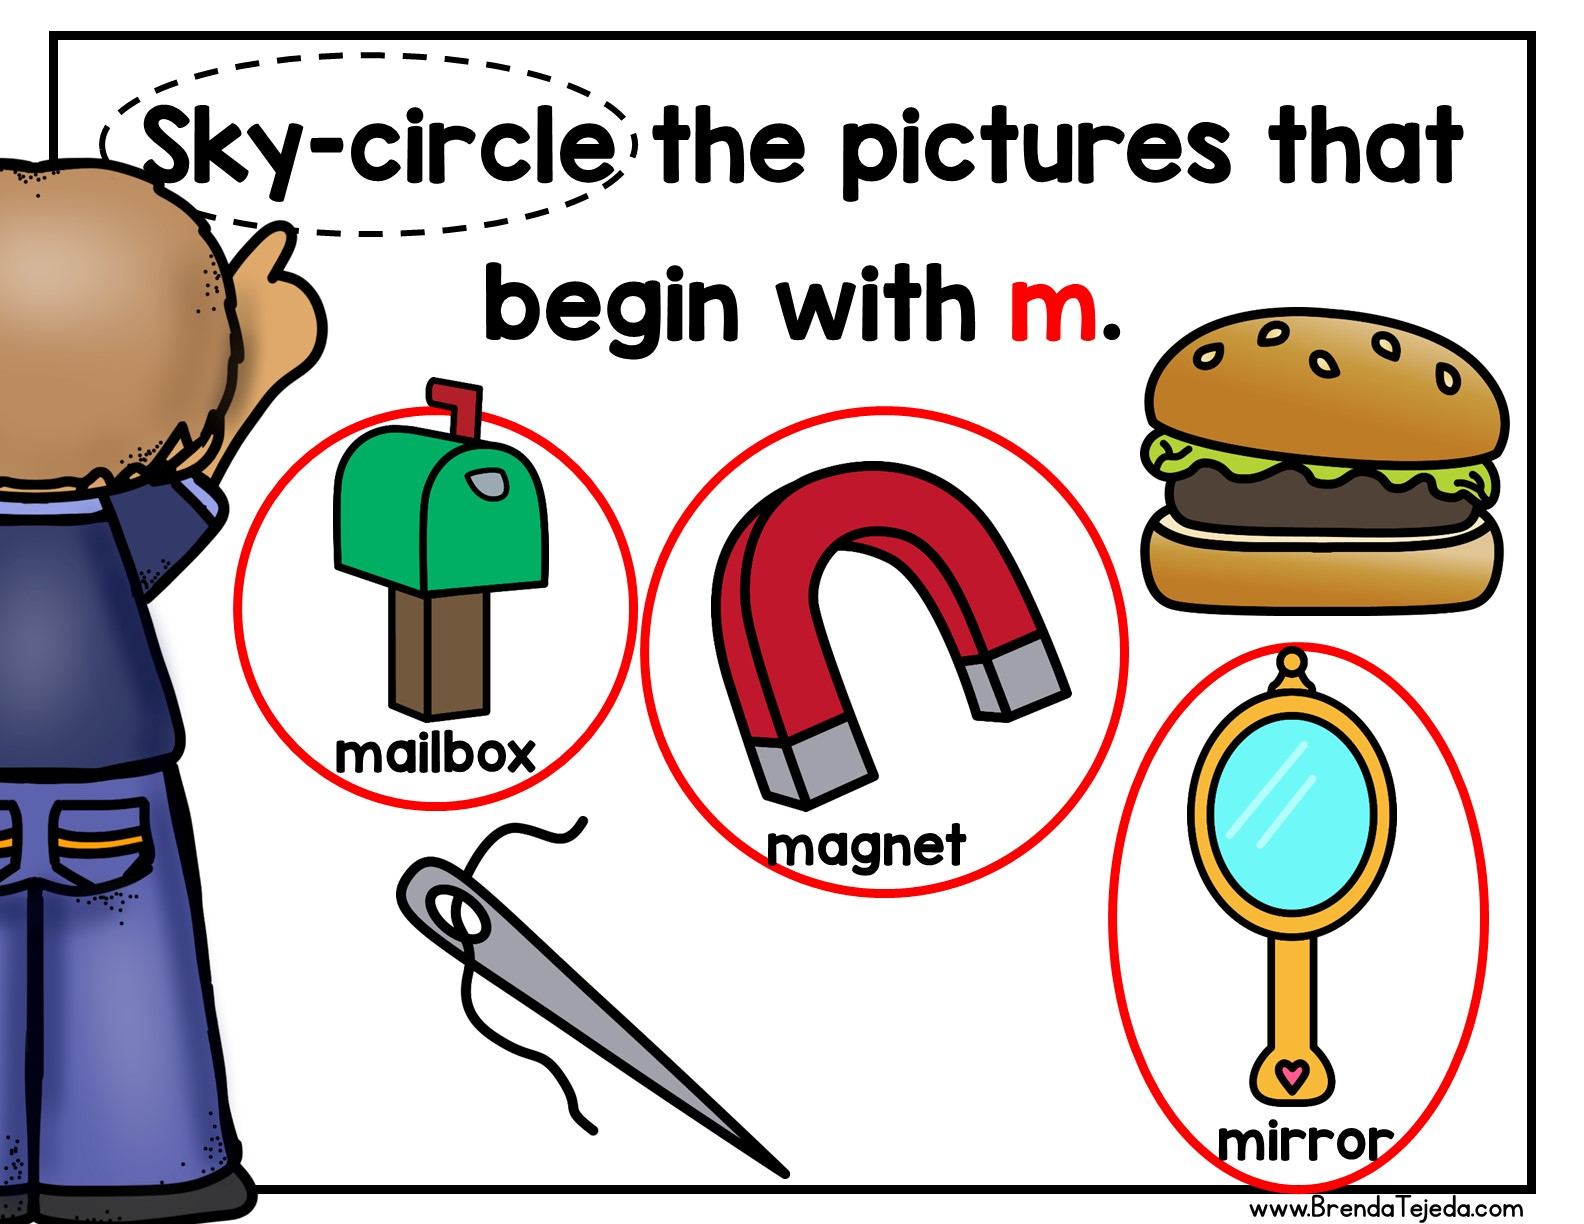 Sky-circle the pictures that
begin with m.
mailbox
magnet
mirror
www.BrendaTejeda.com